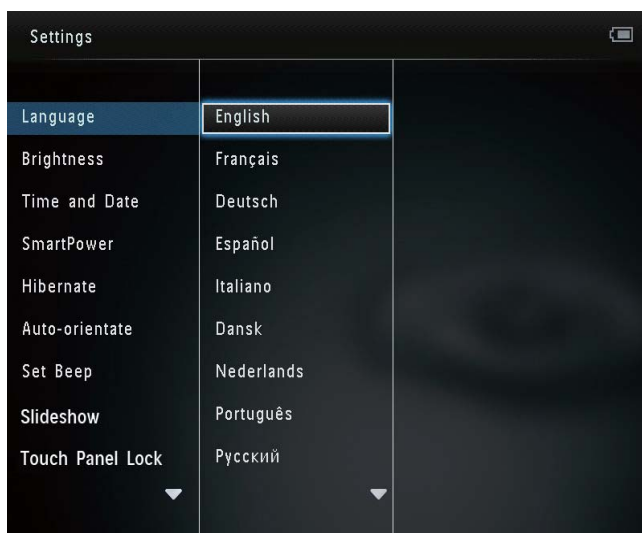 Settings
Language
Brightness
Time and Date
SmartPower
Hibernate
Auto-orientate
Set Beep
Slideshow
Touch Panel Lock
English
Français
Deutsch
Español
Italiano
Dansk
Nederlands
Português
Русский